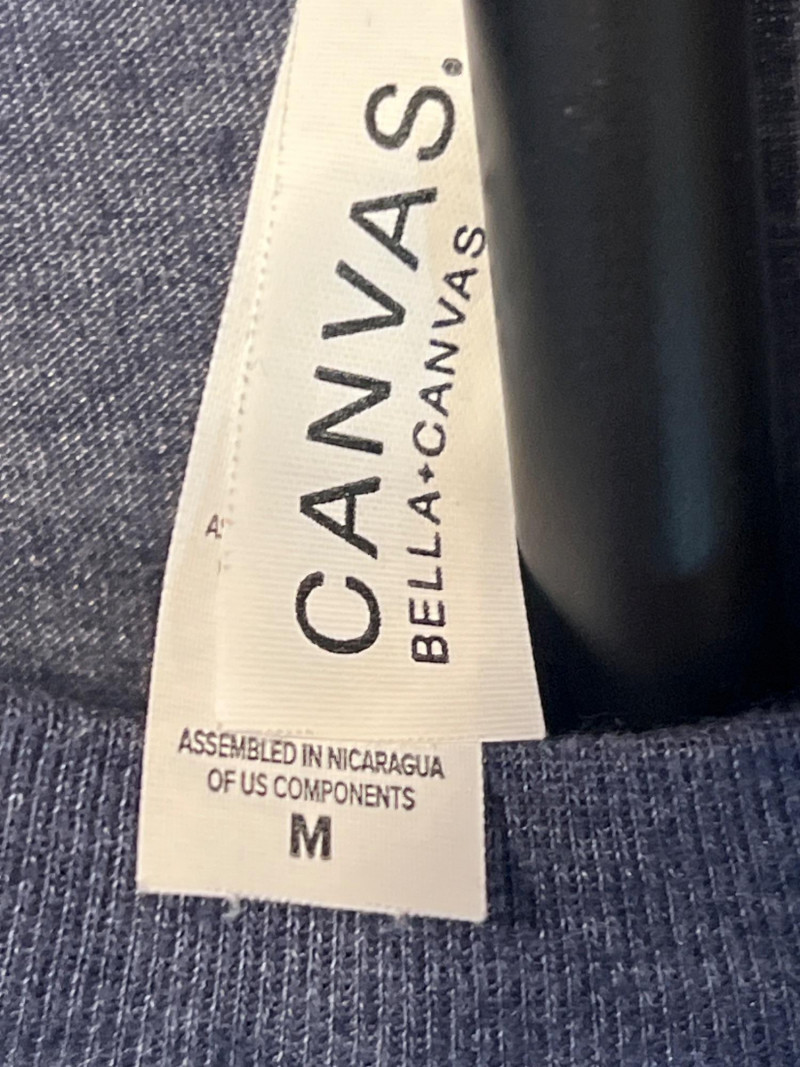 CANVAS®
BELLA+CANVAS
ASSEMBLED IN NICARAGUA
OF US COMPONENTS
M